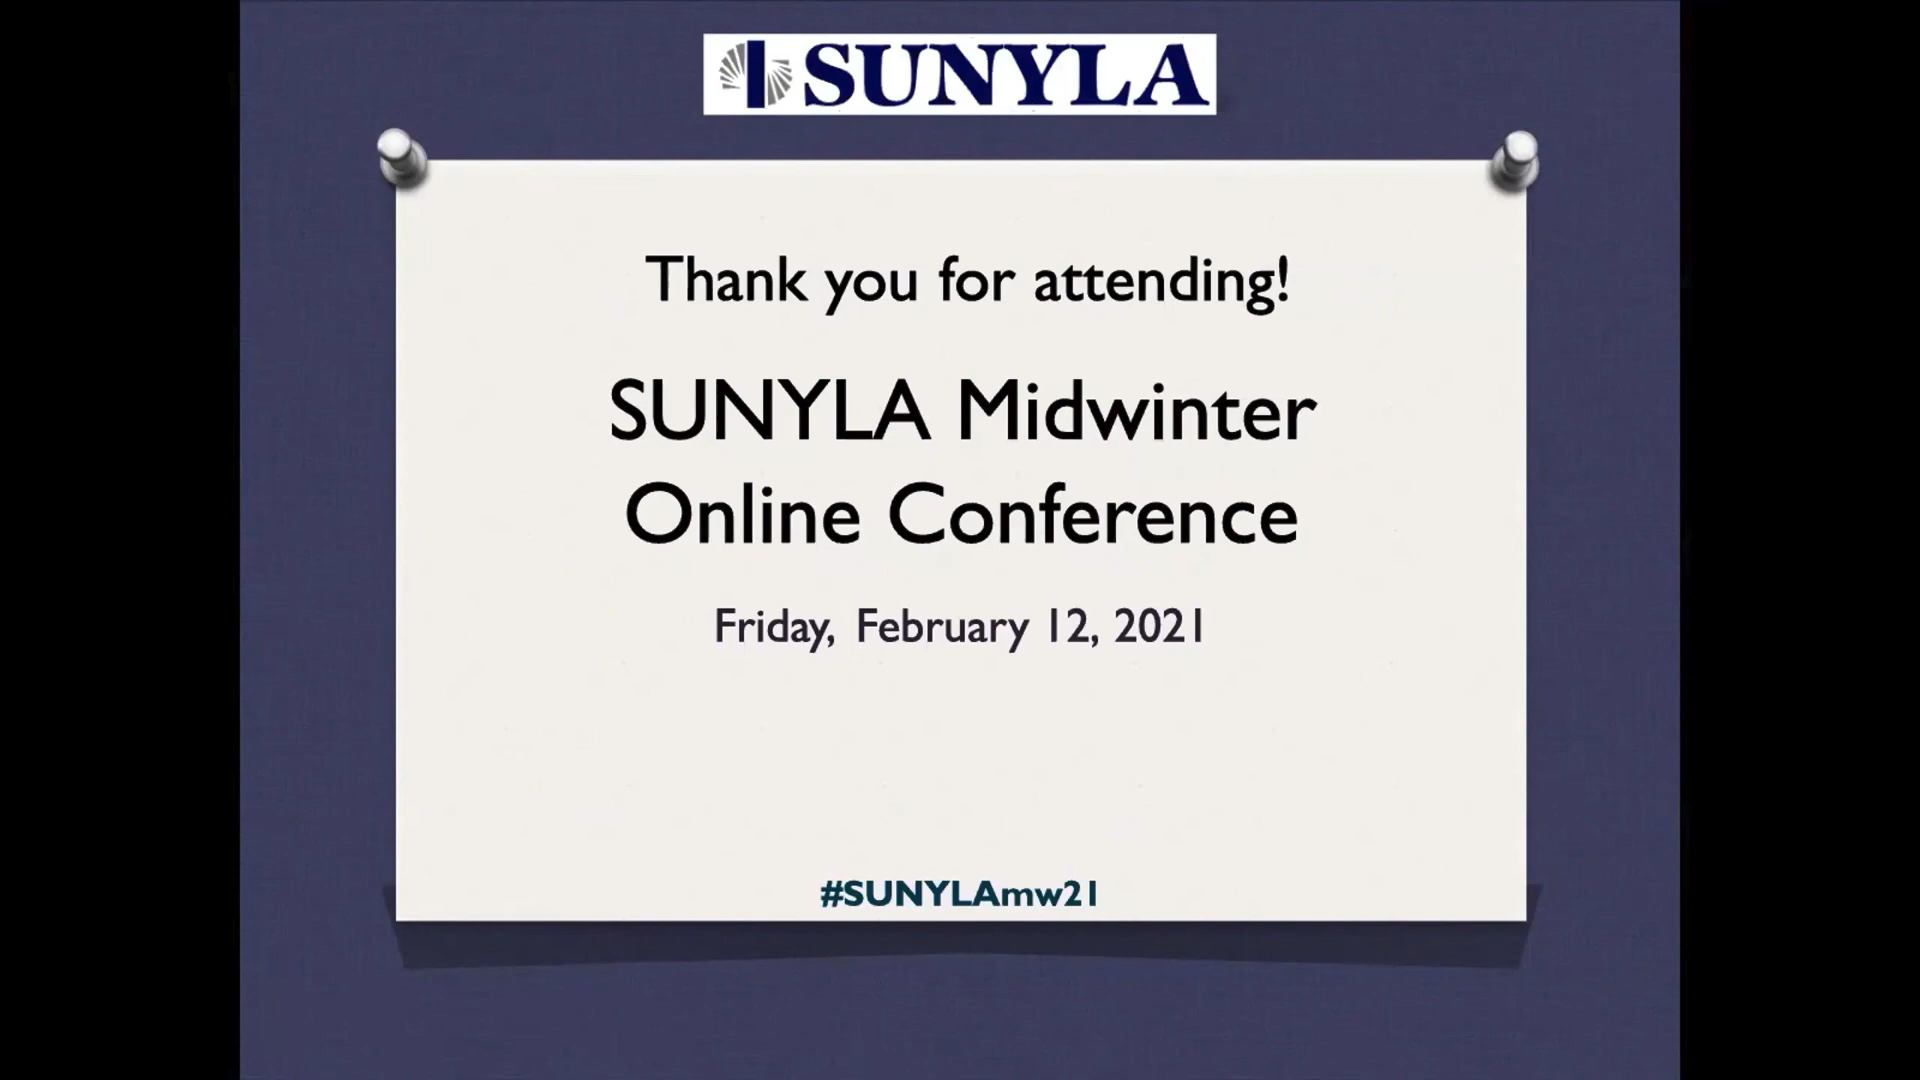 SUNYLA
Thank you for attending!
SUNYLA Midwinter
Online Conference
Friday, February 12, 2021
#SUNYLAmw21